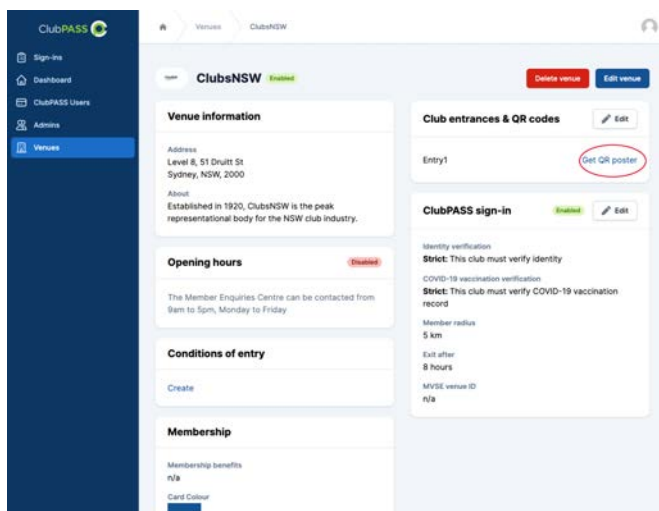 ClubPASS
Sign-ins
Dashboard
ClubPASS Users
Admins
Venues
Venues
ClubsNSW
ClubsNSW Enabled
Delete venue
Edit venue
Venue information
Address
Level 8, 51 Druitt St
Sydney, NSW, 2000
About
Established in 1920, ClubsNSW is the peak
representational body for the NSW club industry.
Opening hours Disabled
The Member Enquiries Centre can be contacted from
9am to 5pm, Monday to Friday
Conditions of entry
Create
Membership
Membership benefits
n/a
Card Colour
Club entrances & QR codes Edit
Entry1 Get QR poster
ClubPASS sign-in Enabled Edit
Identity verification
Strict: This club must verify identity
COVID-19 vaccination verification
Strict: This club must verify COVID-19 vaccination
record
Member radius
5 km
Exit after
8 hours
MVSE venue ID
n/a